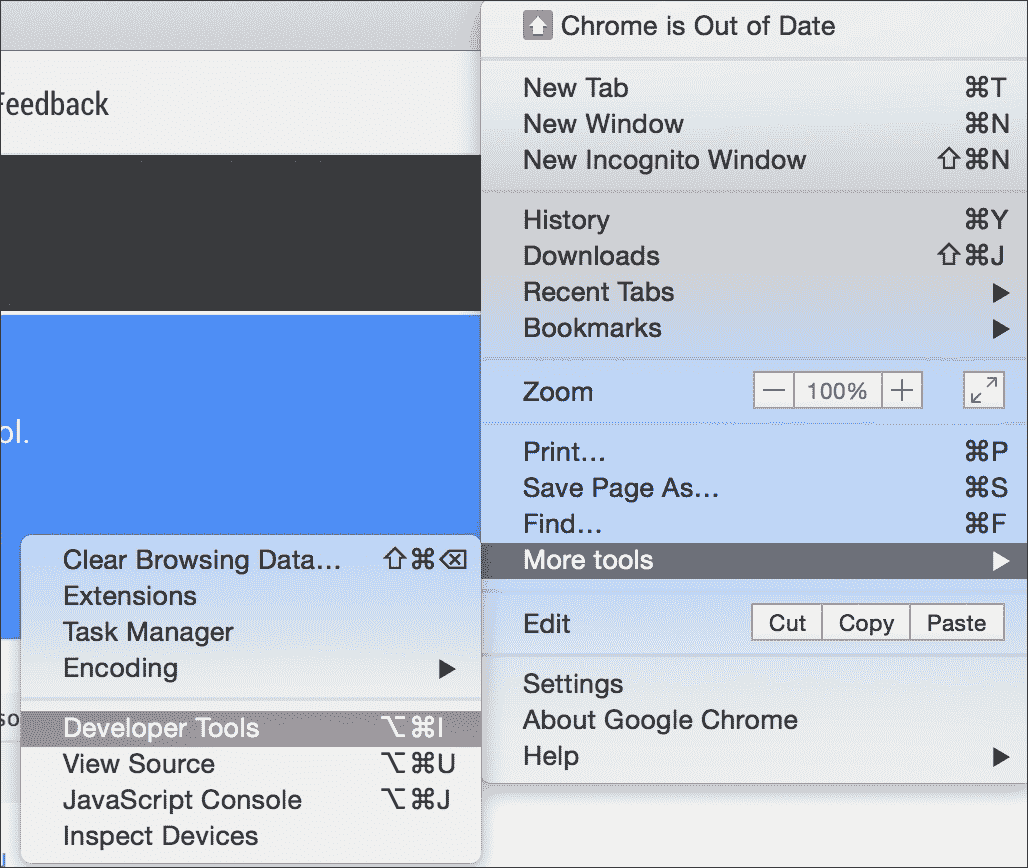 Chrome is Out of Date
Feedback
New Tab ⌘T
New Window ⌘N
New Incognito Window ⇧⌘N
History ⌘Y
Downloads ⇧⌘J
Recent Tabs ▶
Bookmarks ▶
Zoom — 100% +
ol.
Print... ⌘P
Save Page As... ⌘S
Find... ⌘F
More tools ▶
Edit Cut Copy Paste
Settings
About Google Chrome
Help ▶
Clear Browsing Data... ⇧⌘⌫
Extensions
Task Manager
Encoding ▶
so
Developer Tools ⌥⌘I
View Source ⌥⌘U
JavaScript Console ⌥⌘J
Inspect Devices